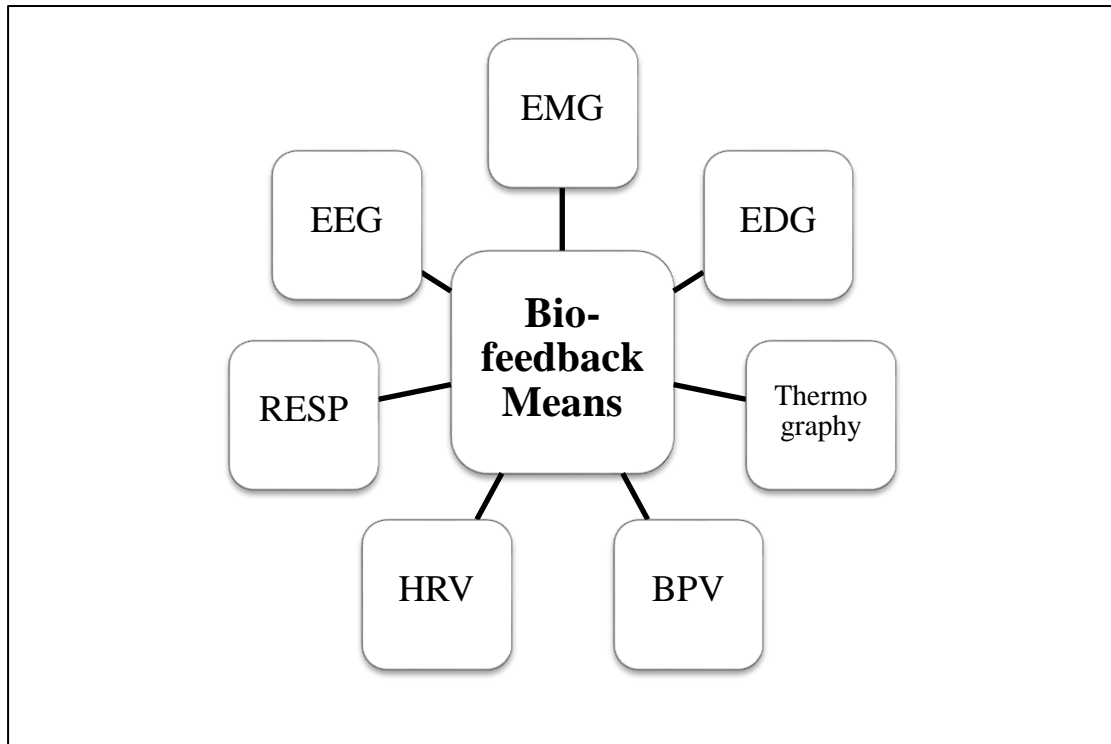 EMG
EEG
EDG
Bio-
feedback
Means
RESP
Thermo
graphy
HRV
BPV